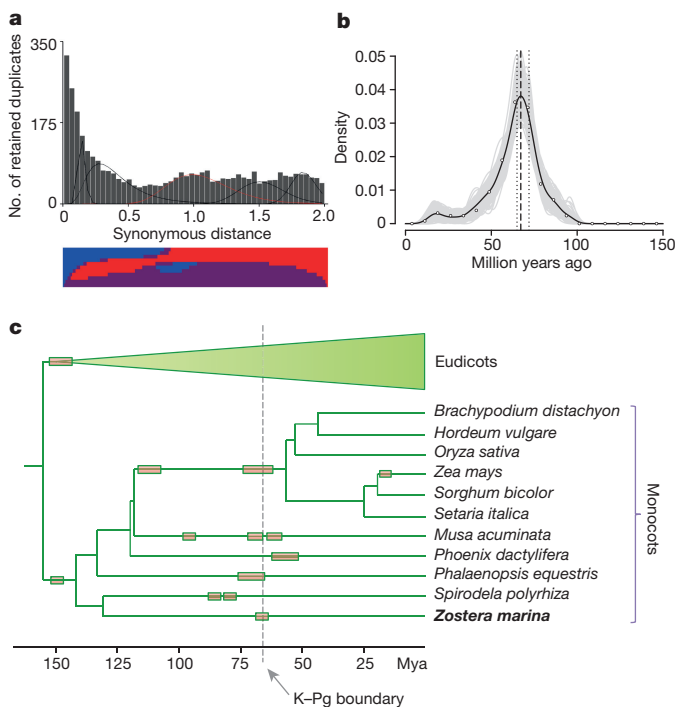 a
No. of retained duplicates
350
175
0
0 0.5 1.0 1.5 2.0
Synonymous distance
b
Density
0.05
0.04
0.03
0.02
0.01
0
0 50 100 150
Million years ago
c
Eudicots
Brachypodium distachyon
Hordeum vulgare
Oryza sativa
Zea mays
Sorghum bicolor
Setaria italica
Musa acuminata
Phoenix dactylifera
Phalaenopsis equestris
Spirodela polyrhiza
Zostera marina
Monocots
150 125 100 75 50 25 Mya
K–Pg boundary